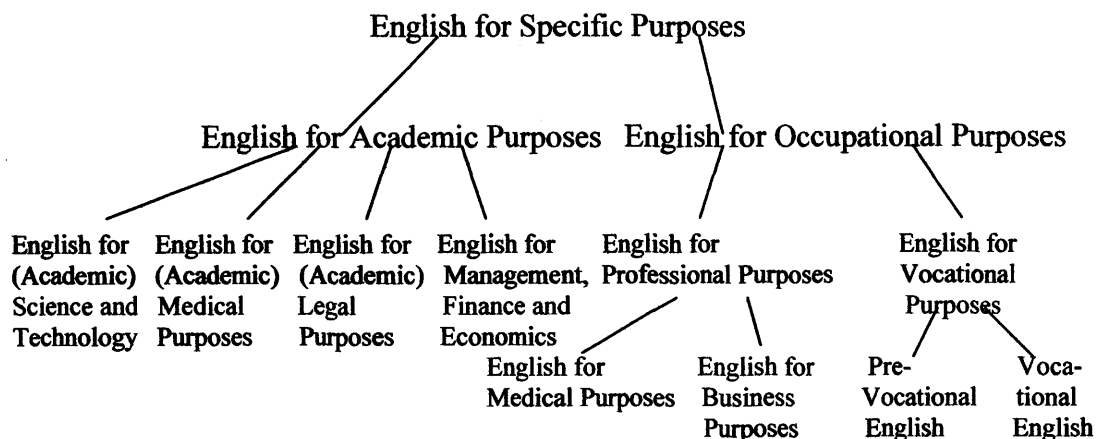 English for Specific Purposes
English for Academic Purposes
English for Occupational Purposes
English for
(Academic)
Science and
Technology
English for
(Academic)
Medical
Purposes
English for
(Academic)
Legal
Purposes
English for
Management,
Finance and
Economics
English for
Professional Purposes
English for
Vocational
Purposes
English for
Medical Purposes
English for
Business
Purposes
Pre-
Vocational
English
Voca-
tional
English